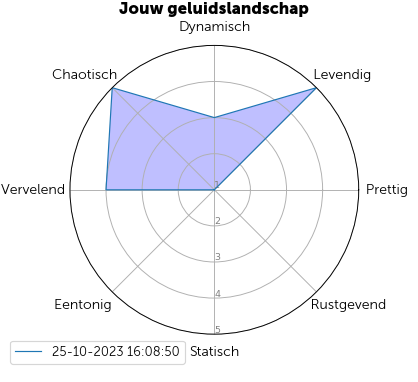 Jouw geluidslandschap
Dynamisch
Chaotisch
Levendig
Vervelend
Prettig
1
2
3
4
5
Eentonig
Rustgevend
25-10-2023 16:08:50
Statisch